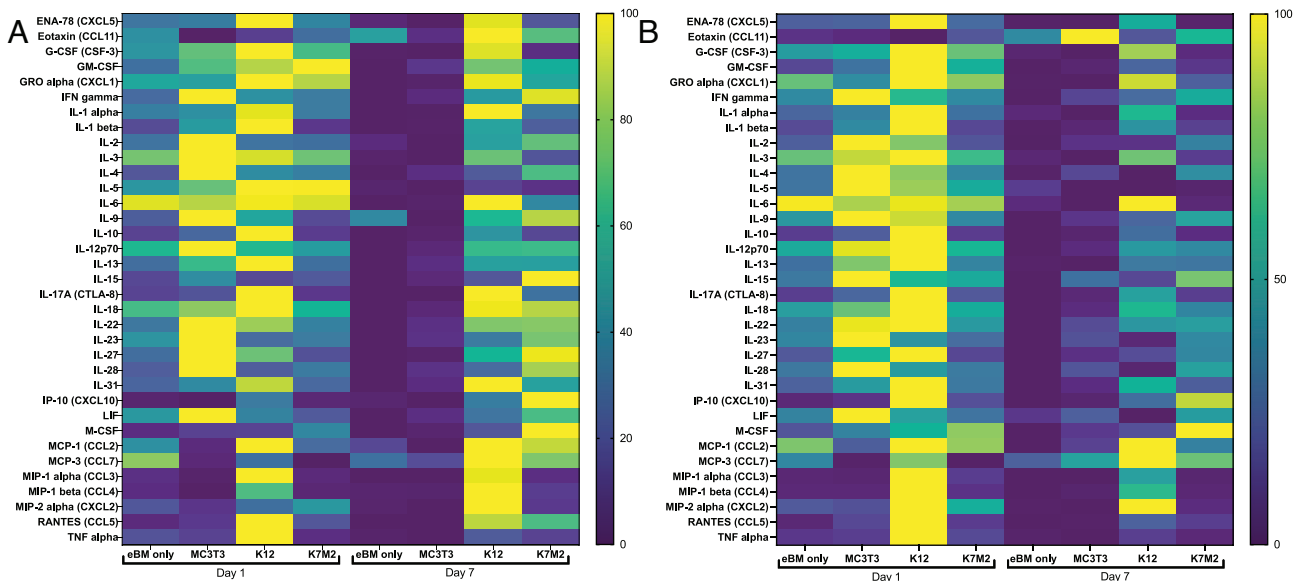 A
ENA-78 (CXCL5)
Eotaxin (CCL11)
G-CSF (CSF-3)
GM-CSF
GRO alpha (CXCL1)
IFN gamma
IL-1 alpha
IL-1 beta
IL-2
IL-3
IL-4
IL-5
IL-6
IL-9
IL-10
IL-12p70
IL-13
IL-15
IL-17A (CTLA-8)
IL-18
IL-22
IL-23
IL-27
IL-28
IL-31
IP-10 (CXCL10)
LIF
M-CSF
MCP-1 (CCL2)
MCP-3 (CCL7)
MIP-1 alpha (CCL3)
MIP-1 beta (CCL4)
MIP-2 alpha (CXCL2)
RANTES (CCL5)
TNF alpha
eBM only MC3T3 K12 K7M2 eBM only MC3T3 K12 K7M2
Day 1 Day 7
100
80
60
40
20
0
B
ENA-78 (CXCL5)
Eotaxin (CCL11)
G-CSF (CSF-3)
GM-CSF
GRO alpha (CXCL1)
IFN gamma
IL-1 alpha
IL-1 beta
IL-2
IL-3
IL-4
IL-5
IL-6
IL-9
IL-10
IL-12p70
IL-13
IL-15
IL-17A (CTLA-8)
IL-18
IL-22
IL-23
IL-27
IL-28
IL-31
IP-10 (CXCL10)
LIF
M-CSF
MCP-1 (CCL2)
MCP-3 (CCL7)
MIP-1 alpha (CCL3)
MIP-1 beta (CCL4)
MIP-2 alpha (CXCL2)
RANTES (CCL5)
TNF alpha
eBM only MC3T3 K12 K7M2 eBM only MC3T3 K12 K7M2
Day 1 Day 7
100
50
0